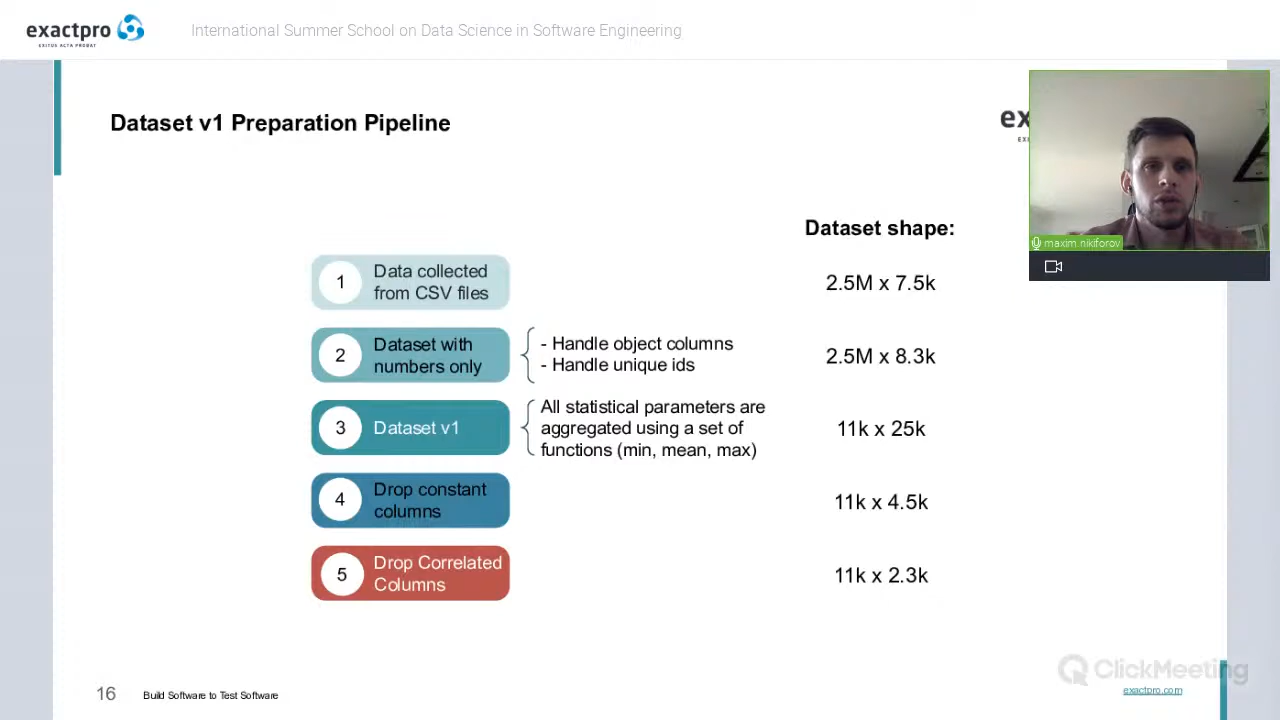 exactpro
EXITUS ACTA PROBAT
International Summer School on Data Science in Software Engineering
Dataset v1 Preparation Pipeline
ex
maxim.nikiforov
Dataset shape:
1
Data collected
from CSV files
2.5M x 7.5k
2
Dataset with
numbers only
- Handle object columns
- Handle unique ids
2.5M x 8.3k
3
Dataset v1
All statistical parameters are
aggregated using a set of
functions (min, mean, max)
11k x 25k
4
Drop constant
columns
11k x 4.5k
5
Drop Correlated
Columns
11k x 2.3k
16
Build Software to Test Software
ClickMeeting
exactpro.com